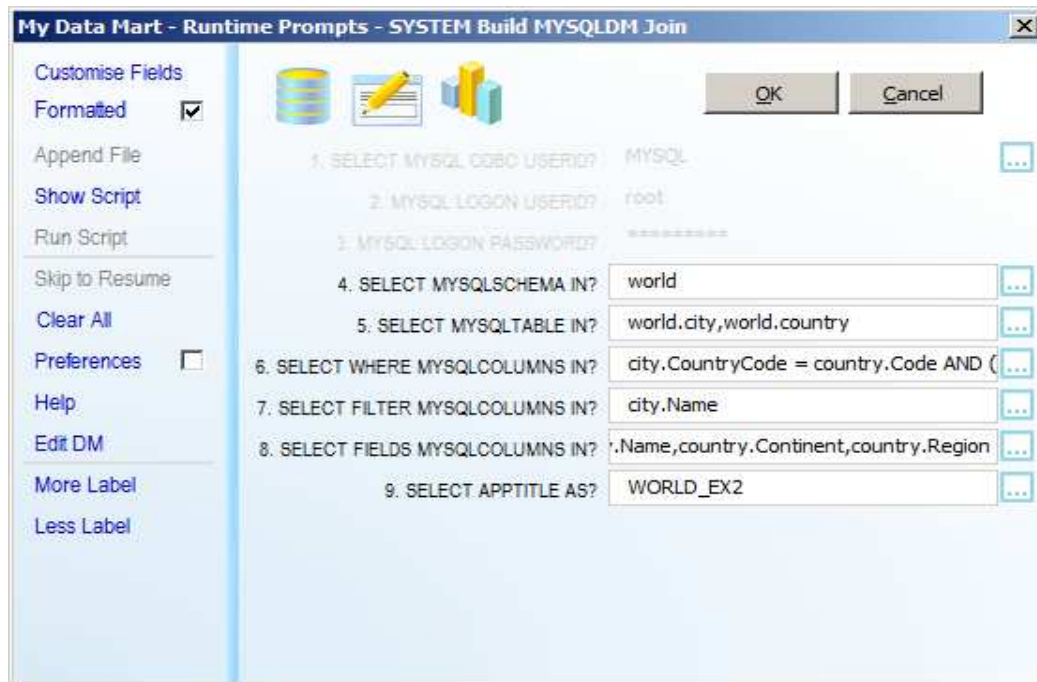 My Data Mart - Runtime Prompts - SYSTEM Build MYSQLDM Join
Customise Fields
Formatted
Append File
Show Script
Run Script
Skip to Resume
Clear All
Preferences
Help
Edit DM
More Label
Less Label
OK
Cancel
1. SELECT MYSQL ODBC USERID? MYSQL ...
2. MYSQL LOGON USERID? root
3. MYSQL LOGON PASSWORD? *********
4. SELECT MYSQLSCHEMA IN? world ...
5. SELECT MYSQLTABLE IN? world.city,world.country ...
6. SELECT WHERE MYSQLCOLUMNS IN? city.CountryCode = country.Code AND ( ...
7. SELECT FILTER MYSQLCOLUMNS IN? city.Name ...
8. SELECT FIELDS MYSQLCOLUMNS IN? .Name,country.Continent,country.Region ...
9. SELECT APPTITLE AS? WORLD_EX2 ...